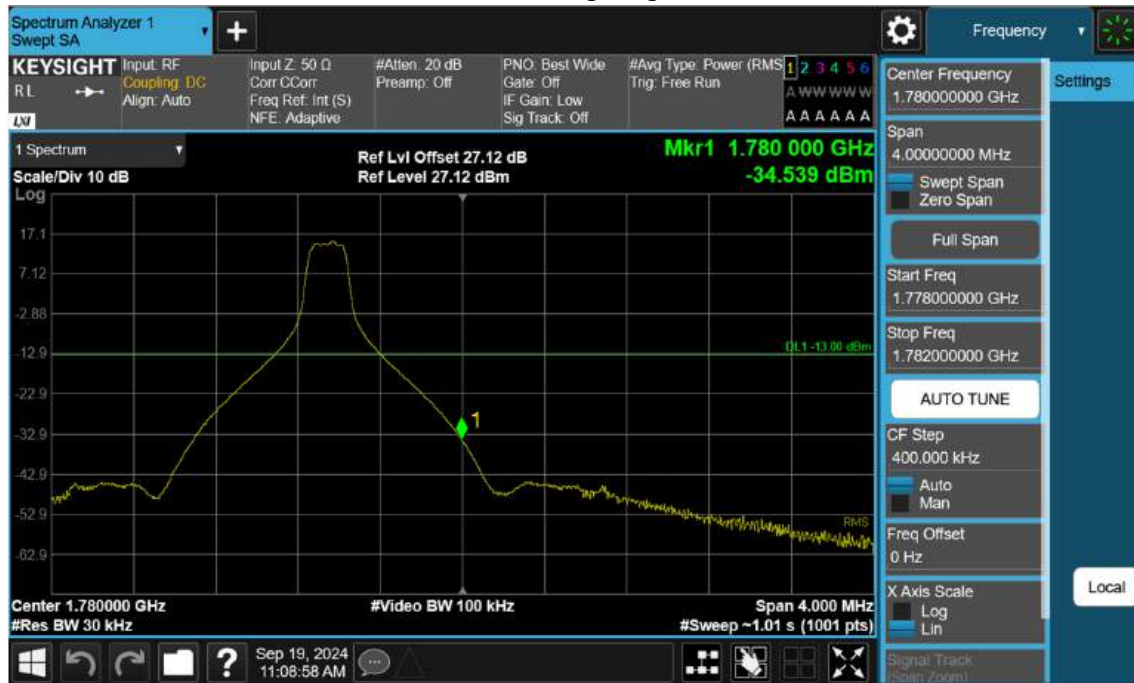 Spectrum Analyzer 1
Swept SA
Frequency
KEYSIGHT
RL
LXI
Input: RF
Coupling: DC
Align: Auto
Input Z: 50 Ω
Corr CCorr
Freq Ref: Int (S)
NFE: Adaptive
#Atten: 20 dB
Preamp: Off
PNO: Best Wide
Gate: Off
IF Gain: Low
Sig Track: Off
#Avg Type: Power (RMS
Trig: Free Run
1 2 3 4 5 6
A W W W W W
A A A A A A
1 Spectrum
Scale/Div 10 dB
Log
Ref Lvl Offset 27.12 dB
Ref Level 27.12 dBm
Mkr1 1.780 000 GHz
-34.539 dBm
17.1
7.12
-2.88
-12.9
-22.9
-32.9
-42.9
-52.9
-62.9
DL1 -13.00 dBm
1
RMS
Center 1.780000 GHz
#Res BW 30 kHz
#Video BW 100 kHz
Span 4.000 MHz
#Sweep ~1.01 s (1001 pts)
Center Frequency
1.780000000 GHz
Span
4.00000000 MHz
Swept Span
Zero Span
Full Span
Start Freq
1.778000000 GHz
Stop Freq
1.782000000 GHz
AUTO TUNE
CF Step
400.000 kHz
Auto
Man
Freq Offset
0 Hz
X Axis Scale
Log
Lin
Signal Track
(Span Zoom)
Settings
Local
?
Sep 19, 2024
11:08:58 AM